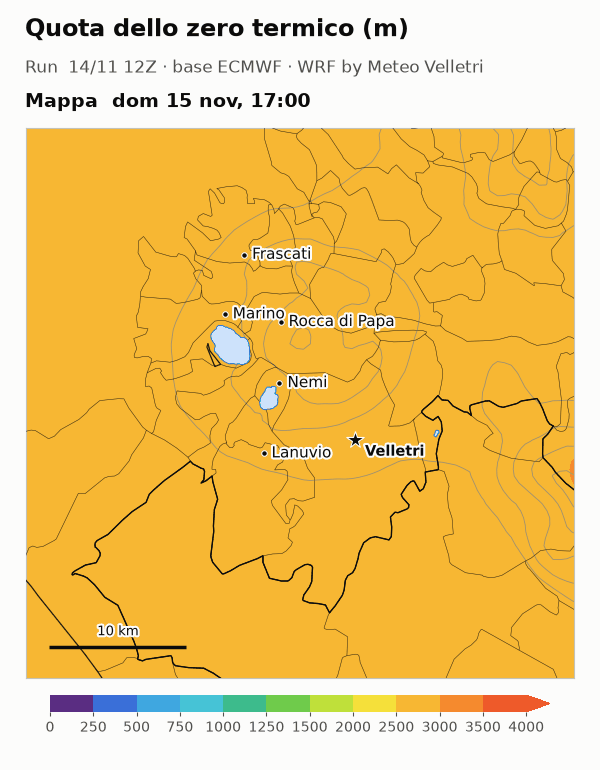 Quota dello zero termico (m)
Run 14/11 12Z · base ECMWF · WRF by Meteo Velletri
Mappa dom 15 nov, 17:00
Frascati
Marino
Rocca di Papa
Nemi
Velletri
Lanuvio
10 km
0 250 500 750 1000 1250 1500 2000 2500 3000 3500 4000